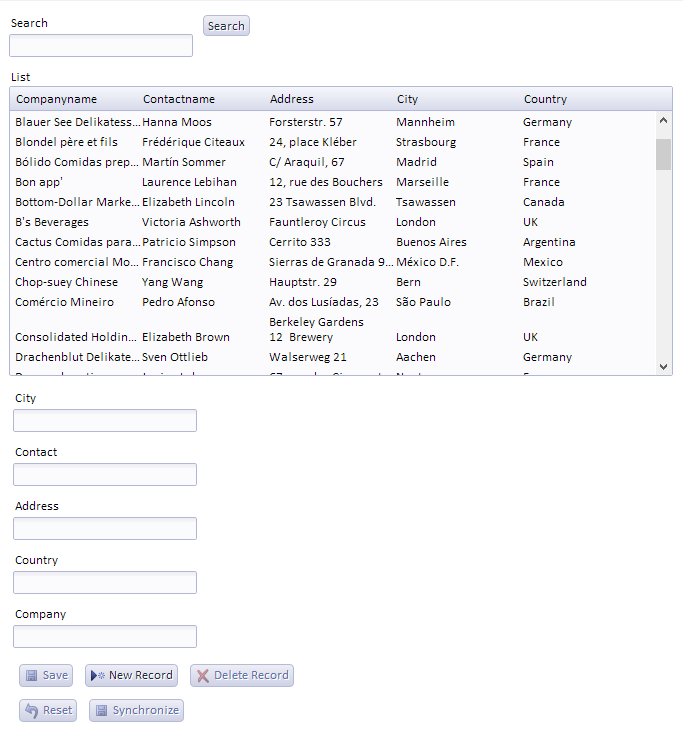 Search
Search
List
Companyname Contactname Address City Country
Blauer See Delikatess... Hanna Moos Forsterstr. 57 Mannheim Germany
Blondel père et fils Frédérique Citeaux 24, place Kléber Strasbourg France
Bólido Comidas prep... Martín Sommer C/ Araquil, 67 Madrid Spain
Bon app' Laurence Lebihan 12, rue des Bouchers Marseille France
Bottom-Dollar Marke... Elizabeth Lincoln 23 Tsawassen Blvd. Tsawassen Canada
B's Beverages Victoria Ashworth Fauntleroy Circus London UK
Cactus Comidas para... Patricio Simpson Cerrito 333 Buenos Aires Argentina
Centro comercial Mo... Francisco Chang Sierras de Granada 9... México D.F. Mexico
Chop-suey Chinese Yang Wang Hauptstr. 29 Bern Switzerland
Comércio Mineiro Pedro Afonso Av. dos Lusíadas, 23 São Paulo Brazil
Berkeley Gardens
Consolidated Holdin... Elizabeth Brown 12 Brewery London UK
Drachenblut Delikate... Sven Ottlieb Walserweg 21 Aachen Germany
City
Contact
Address
Country
Company
Save New Record Delete Record
Reset Synchronize